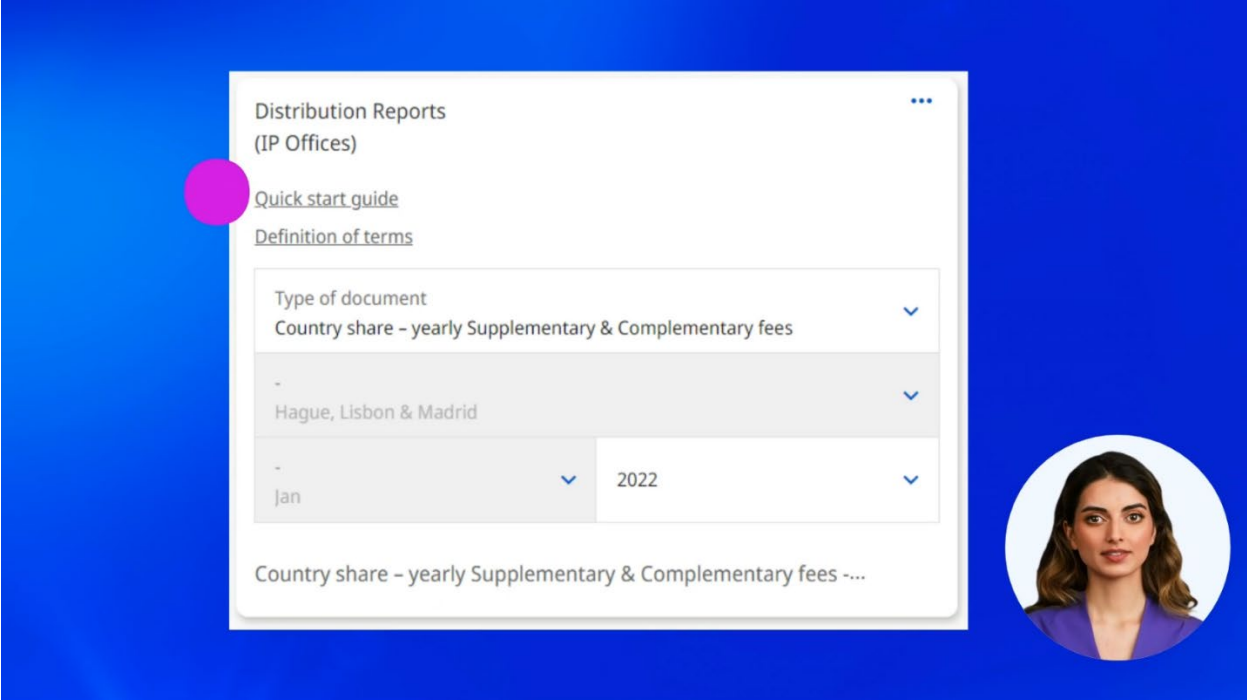 Distribution Reports
(IP Offices)
Quick start guide
Definition of terms
Type of document
Country share – yearly Supplementary & Complementary fees
-
Hague, Lisbon & Madrid
-
Jan
2022
Country share – yearly Supplementary & Complementary fees -...